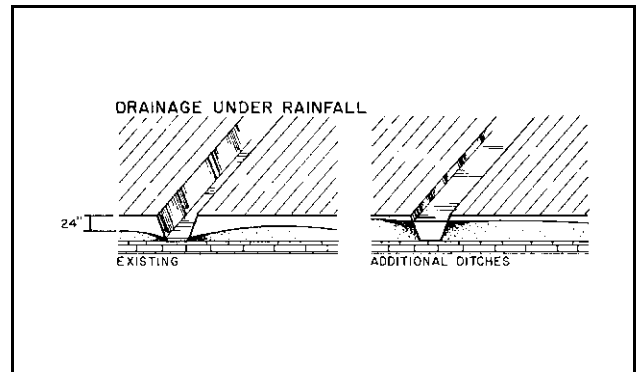 DRAINAGE UNDER RAINFALL
24"
EXISTING
ADDITIONAL DITCHES